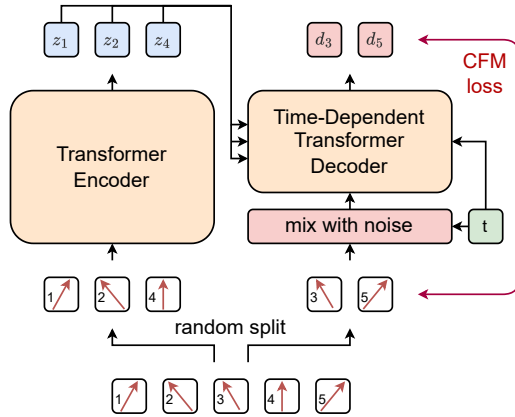 z1 z2 z4
d3 d5
CFM
loss
Transformer
Encoder
Time-Dependent
Transformer
Decoder
mix with noise
t
1 2 4
3 5
random split
1 2 3 4 5